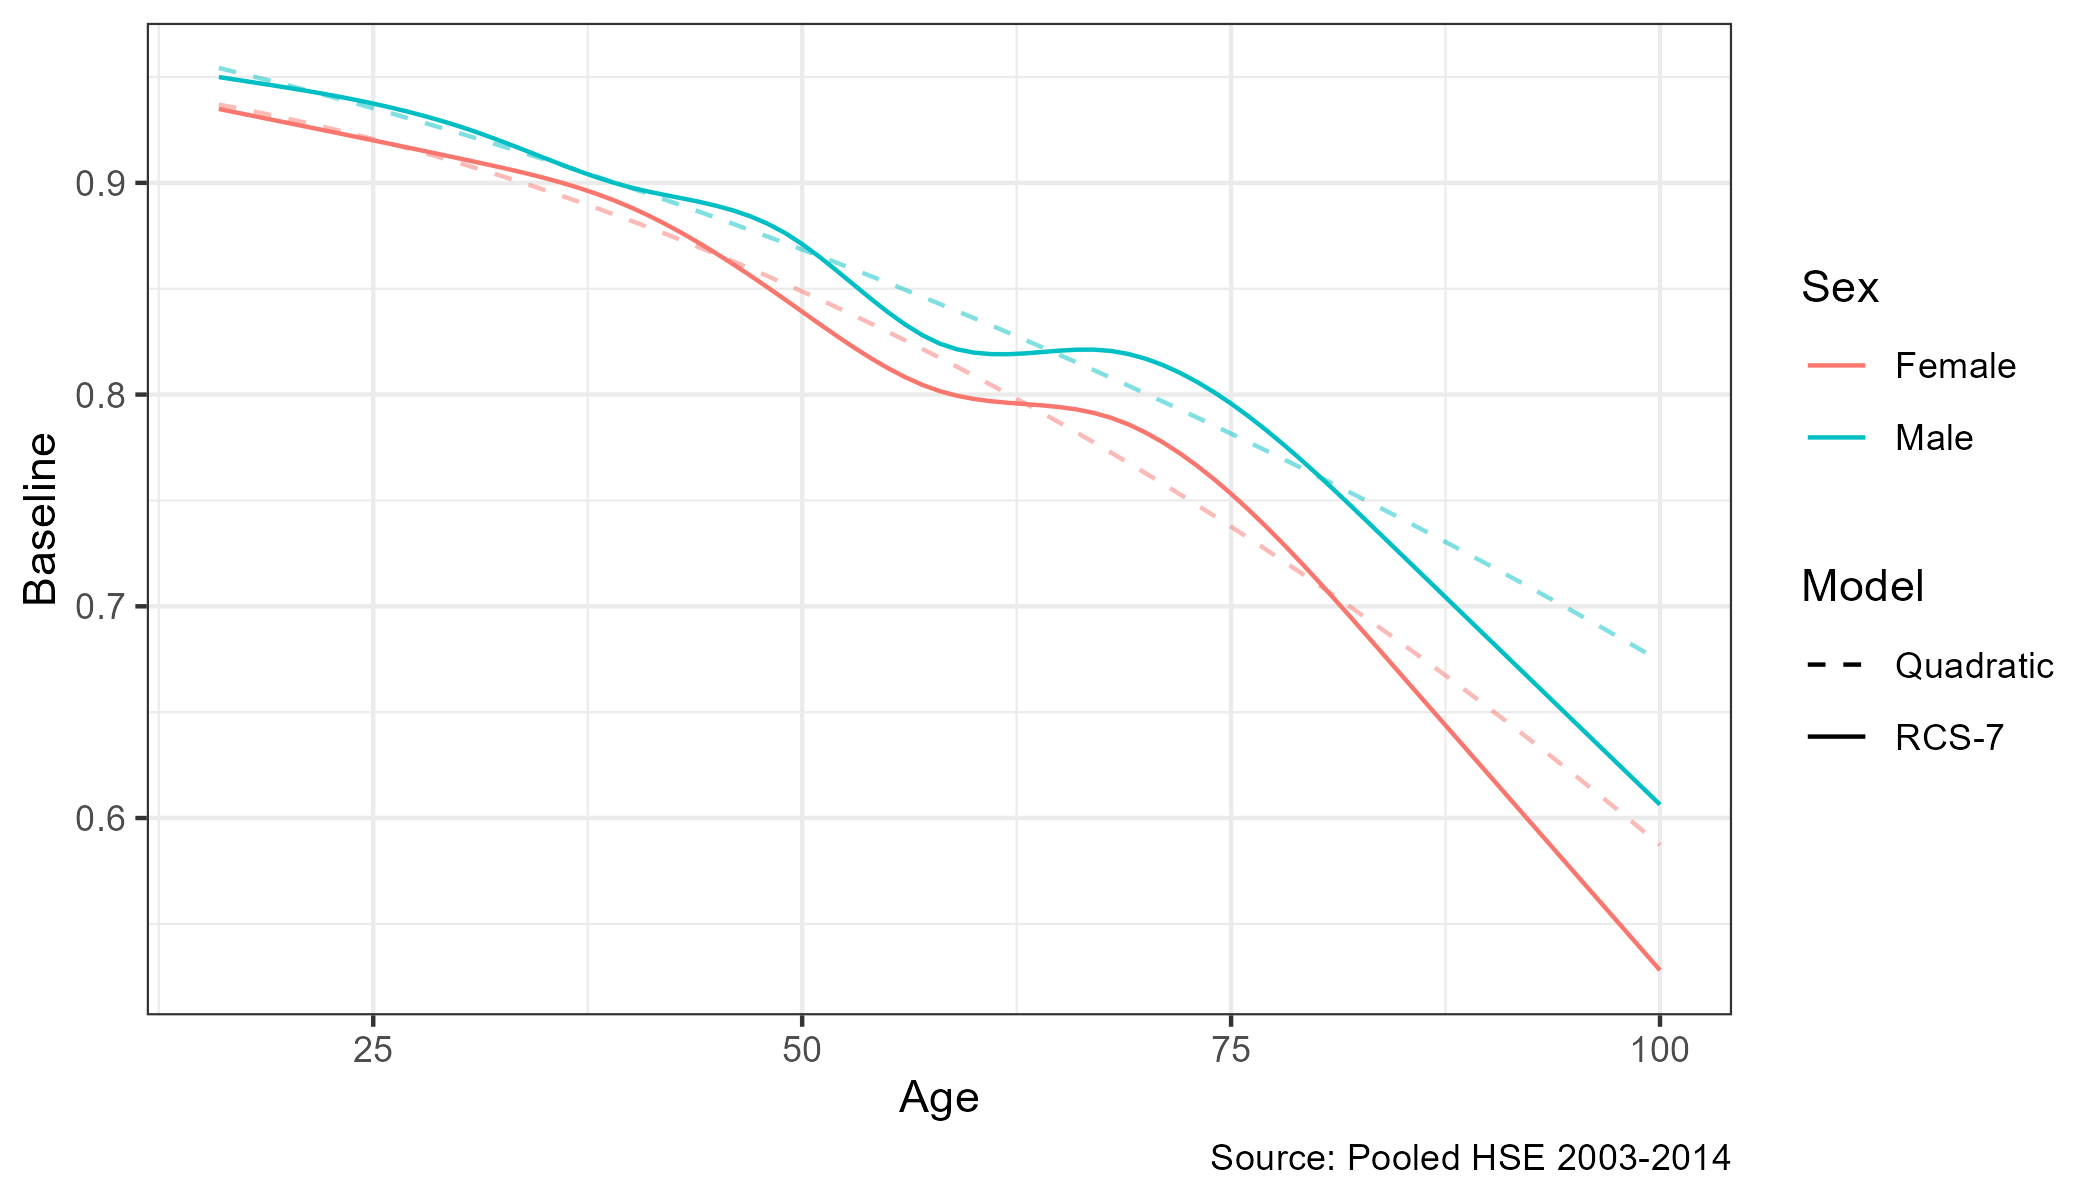 Baseline
0.9
0.8
0.7
0.6
25 50 75 100
Age
Sex
Female
Male
Model
Quadratic
RCS-7
Source: Pooled HSE 2003-2014